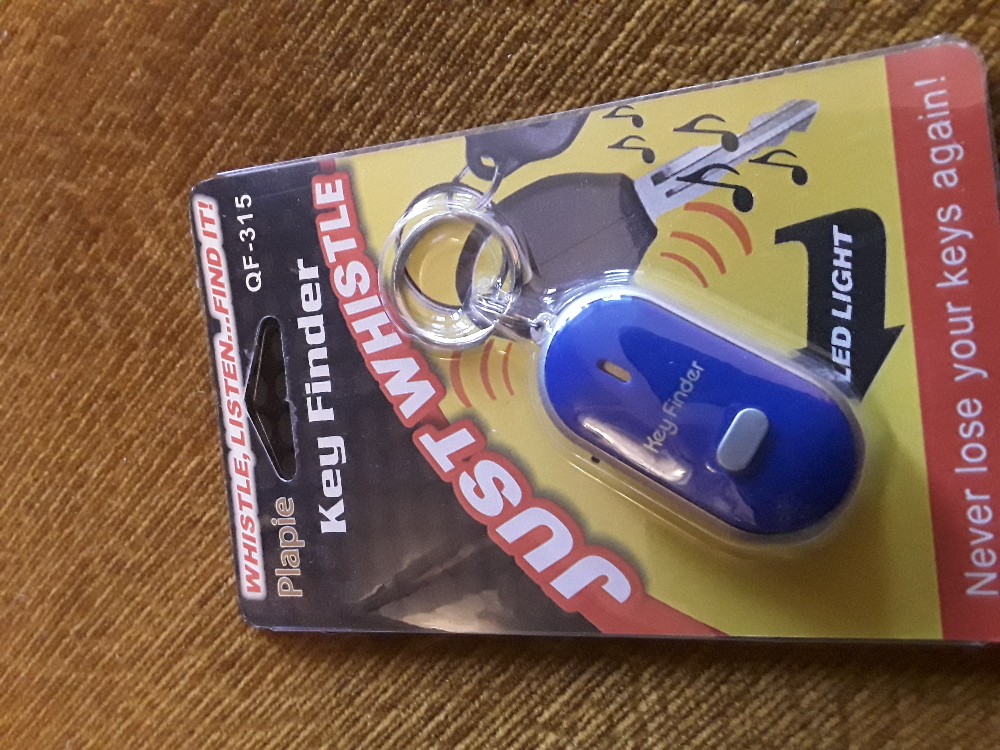 WHISTLE, LISTEN...FIND IT!
Plapie
QF-315
Key Finder
JUST WHISTLE
Key Finder
LED LIGHT
Never lose your keys again!